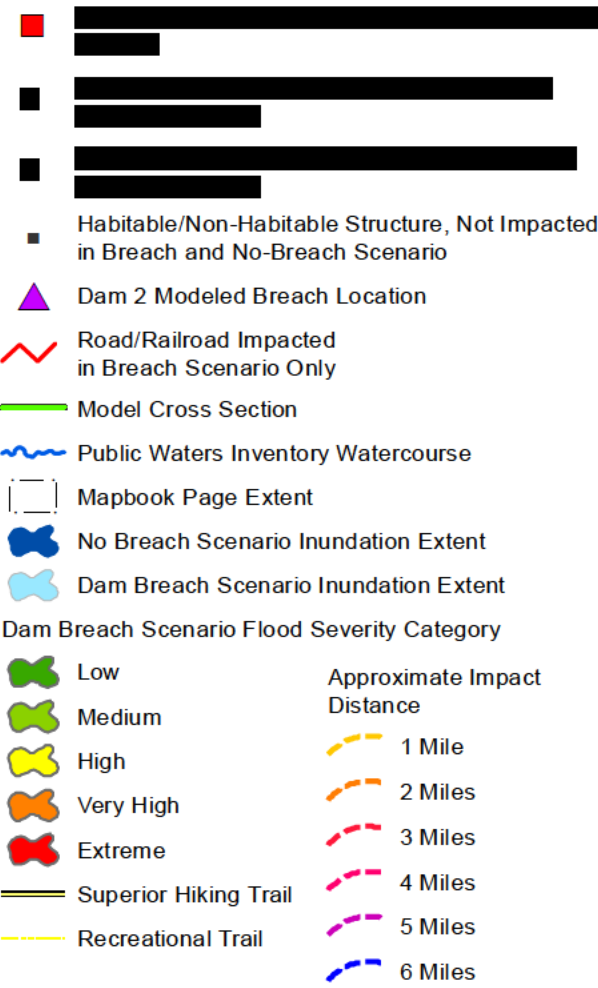 Habitable/Non-Habitable Structure, Not Impacted
in Breach and No-Breach Scenario
Dam 2 Modeled Breach Location
Road/Railroad Impacted
in Breach Scenario Only
Model Cross Section
Public Waters Inventory Watercourse
Mapbook Page Extent
No Breach Scenario Inundation Extent
Dam Breach Scenario Inundation Extent
Dam Breach Scenario Flood Severity Category
Low
Medium
High
Very High
Extreme
Superior Hiking Trail
Recreational Trail
Approximate Impact
Distance
1 Mile
2 Miles
3 Miles
4 Miles
5 Miles
6 Miles